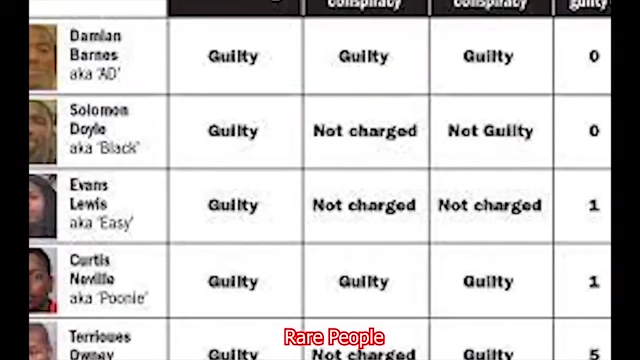 conspiracy conspiracy guilty
Damian
Barnes
aka 'AD'
Guilty Guilty Guilty 0
Solomon
Doyle
aka 'Black'
Guilty Not charged Not Guilty 0
Evans
Lewis
aka 'Easy'
Guilty Not charged Not charged 1
Curtis
Neville
aka 'Poonie'
Guilty Guilty Guilty 1
Terrioues
Owney
Guilty Not charged Guilty 5
Rare People